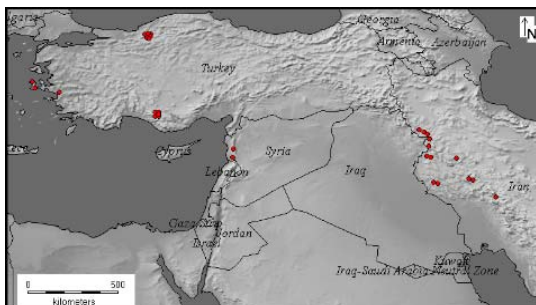 Georgia
↑N
Armenia
Azerbaijan
Turkey
Cyprus
Syria
Lebanon
Iraq
Iran
Gaza Strip
Jordan
Israel
Kuwait
Iraq-Saudi Arabia Neutral Zone
0 500
kilometers